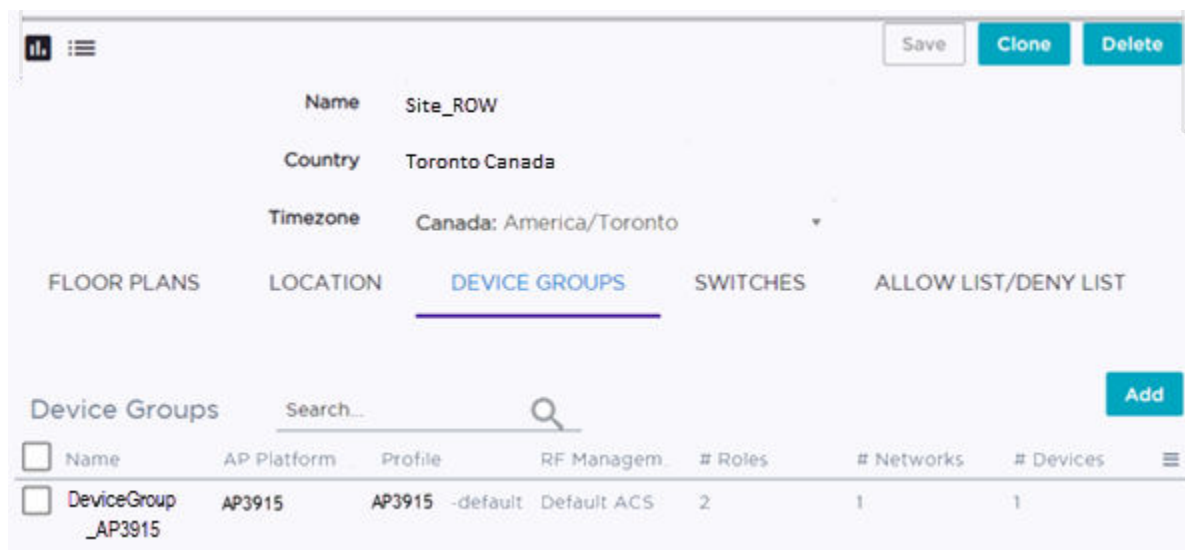 Save Clone Delete
Name Site_ROW
Country Toronto Canada
Timezone Canada: America/Toronto
FLOOR PLANS LOCATION DEVICE GROUPS SWITCHES ALLOW LIST/DENY LIST
Add
Device Groups Search...
Name AP Platform Profile RF Managem... # Roles # Networks # Devices
DeviceGroup AP3915 AP3915 -default Default ACS 2 1 1
_AP3915